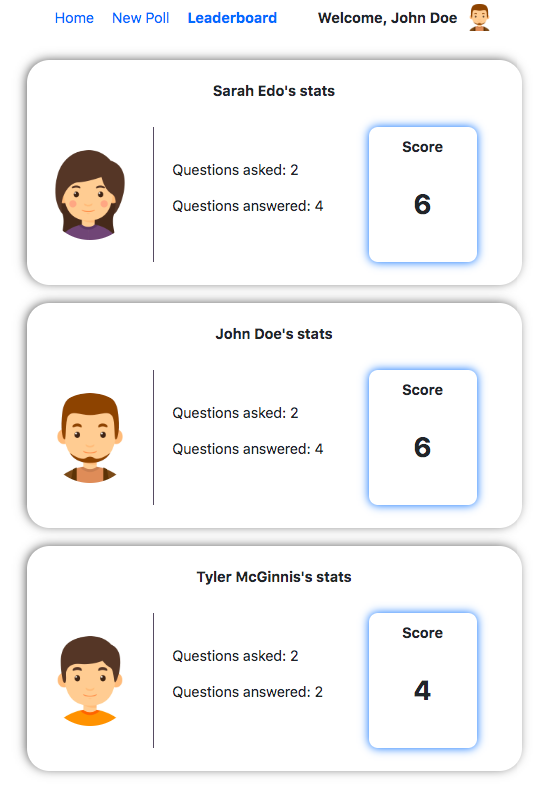 Home New Poll Leaderboard Welcome, John Doe
Sarah Edo's stats
Questions asked: 2
Questions answered: 4
Score
6
John Doe's stats
Questions asked: 2
Questions answered: 4
Score
6
Tyler McGinnis's stats
Questions asked: 2
Questions answered: 2
Score
4